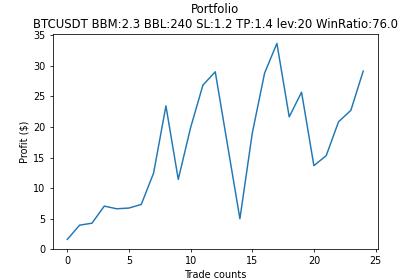 Portfolio
BTCUSDT BBM:2.3 BBL:240 SL:1.2 TP:1.4 lev:20 WinRatio:76.0
35
30
25
20
15
10
5
0
Profit ($)
0 5 10 15 20 25
Trade counts